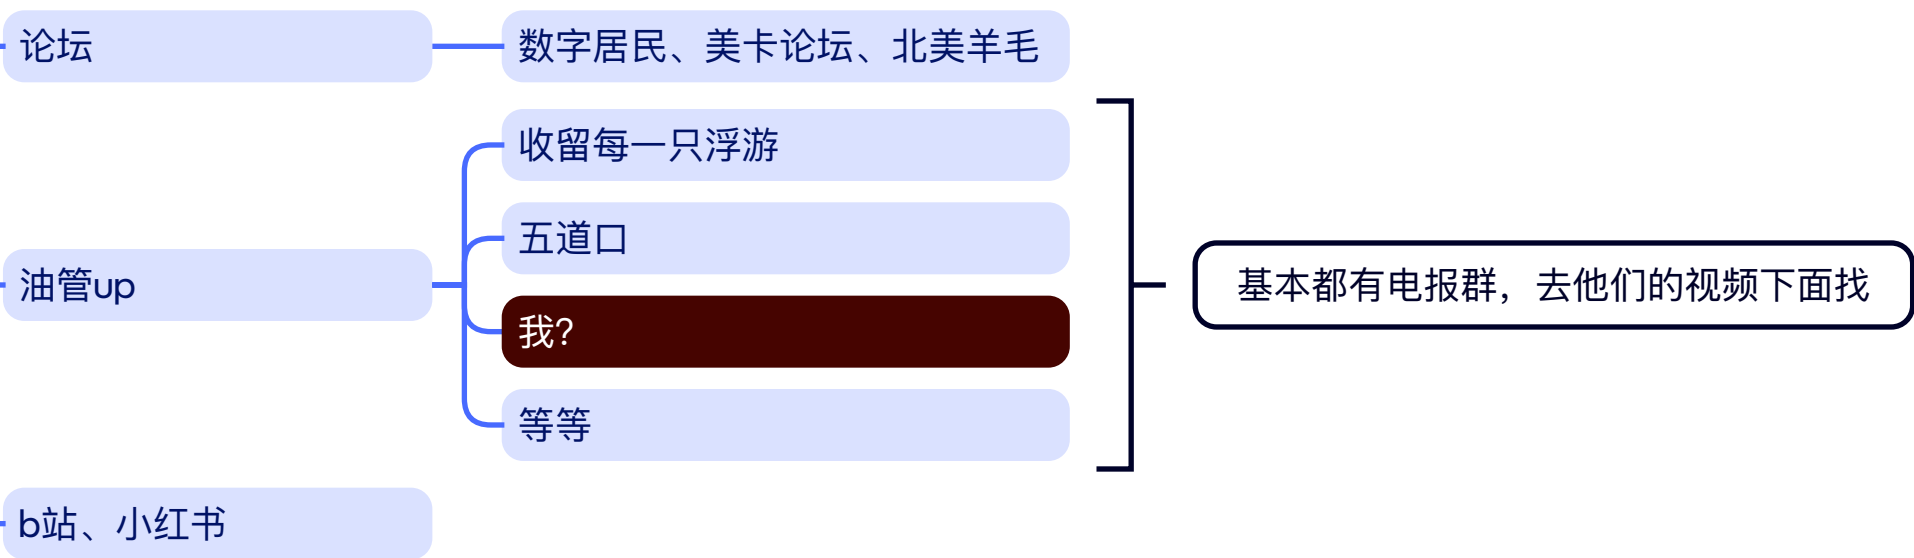 论坛
数字居民、美卡论坛、北美羊毛
油管up
收留每一只浮游
五道口
我?
等等
基本都有电报群，去他们的视频下面找
b站、小红书